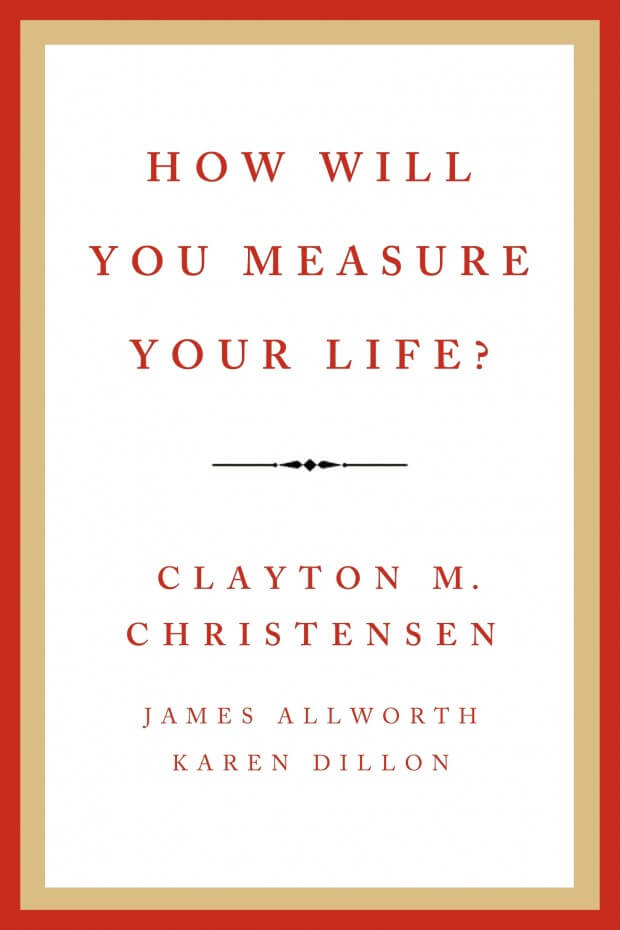 HOW WILL
YOU MEASURE
YOUR LIFE?
CLAYTON M.
CHRISTENSEN
JAMES ALLWORTH
KAREN DILLON